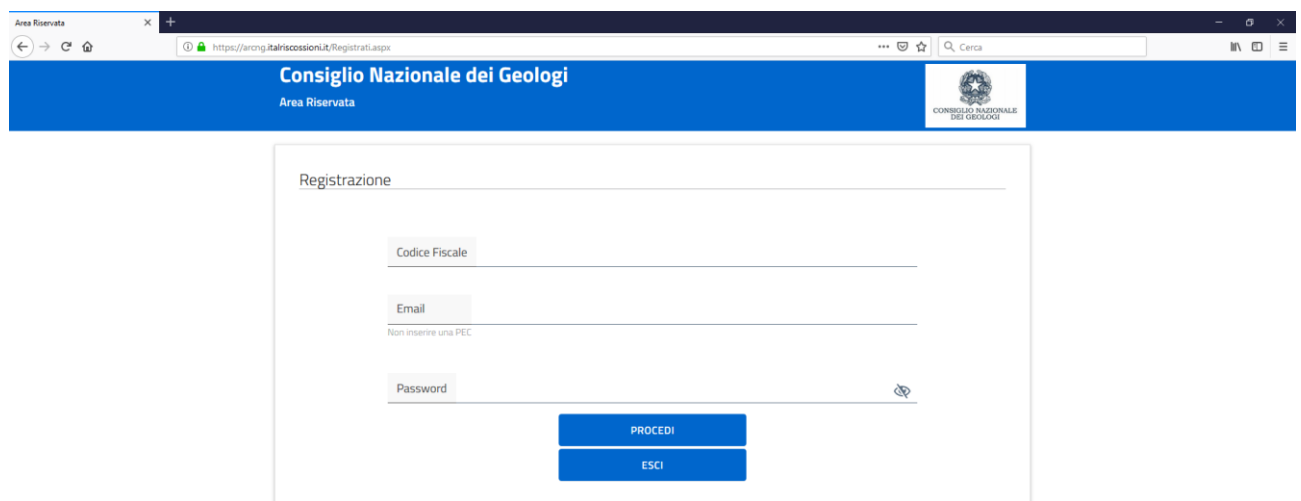 Area Riservata
https://arcng.italriscossioni.it/Registrati.aspx
Cerca
Consiglio Nazionale dei Geologi
Area Riservata
CONSIGLIO NAZIONALE
DEI GEOLOGI
Registrazione
Codice Fiscale
Email
Non inserire una PEC
Password
PROCEDI
ESCI